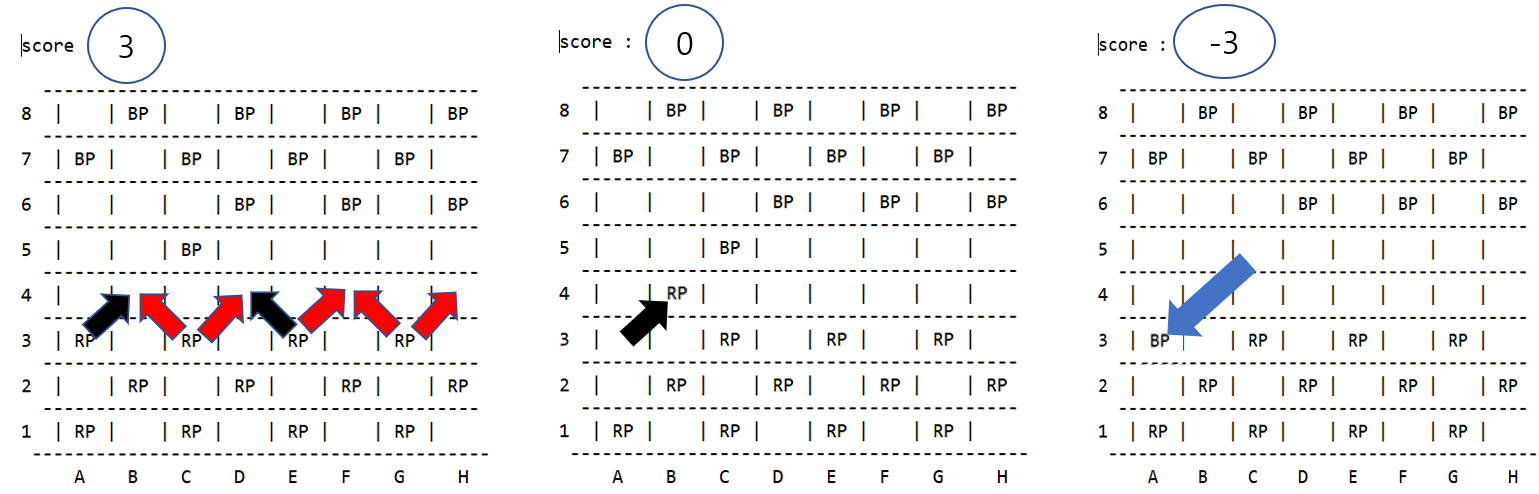 score 3
8 | | BP | | BP | | BP | | BP
7 | BP | | BP | | BP | | BP |
6 | | | | BP | | BP | | BP
5 | | | BP | | | | |
4 | | | | | | | |
3 | RP | | RP | | RP | | RP |
2 | | RP | | RP | | RP | | RP
1 | RP | | RP | | RP | | RP |
A B C D E F G H
score : 0
8 | | BP | | BP | | BP | | BP
7 | BP | | BP | | BP | | BP |
6 | | | | BP | | BP | | BP
5 | | | BP | | | | |
4 | | RP | | | | | |
3 | | | RP | | RP | | RP |
2 | | RP | | RP | | RP | | RP
1 | RP | | RP | | RP | | RP |
A B C D E F G H
score : -3
8 | | BP | | BP | | BP | | BP
7 | BP | | BP | | BP | | BP |
6 | | | | BP | | BP | | BP
5 | | | | | | | |
4 | | | | | | | |
3 | BP | | RP | | RP | | RP |
2 | | RP | | RP | | RP | | RP
1 | RP | | RP | | RP | | RP |
A B C D E F G H